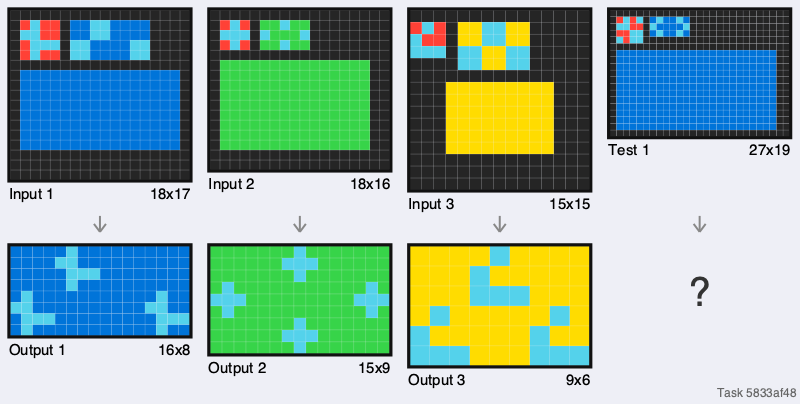 Input 1 18x17
Input 2 18x16
Input 3 15x15
Test 1 27x19
Output 1 16x8
Output 2 15x9
Output 3 9x6
?
Task 5833af48